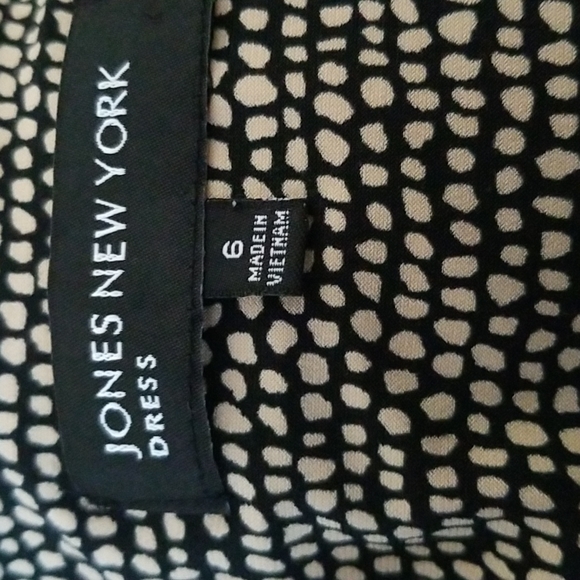 JONES NEW YORK
DRESS
6
MADE IN
VIETNAM